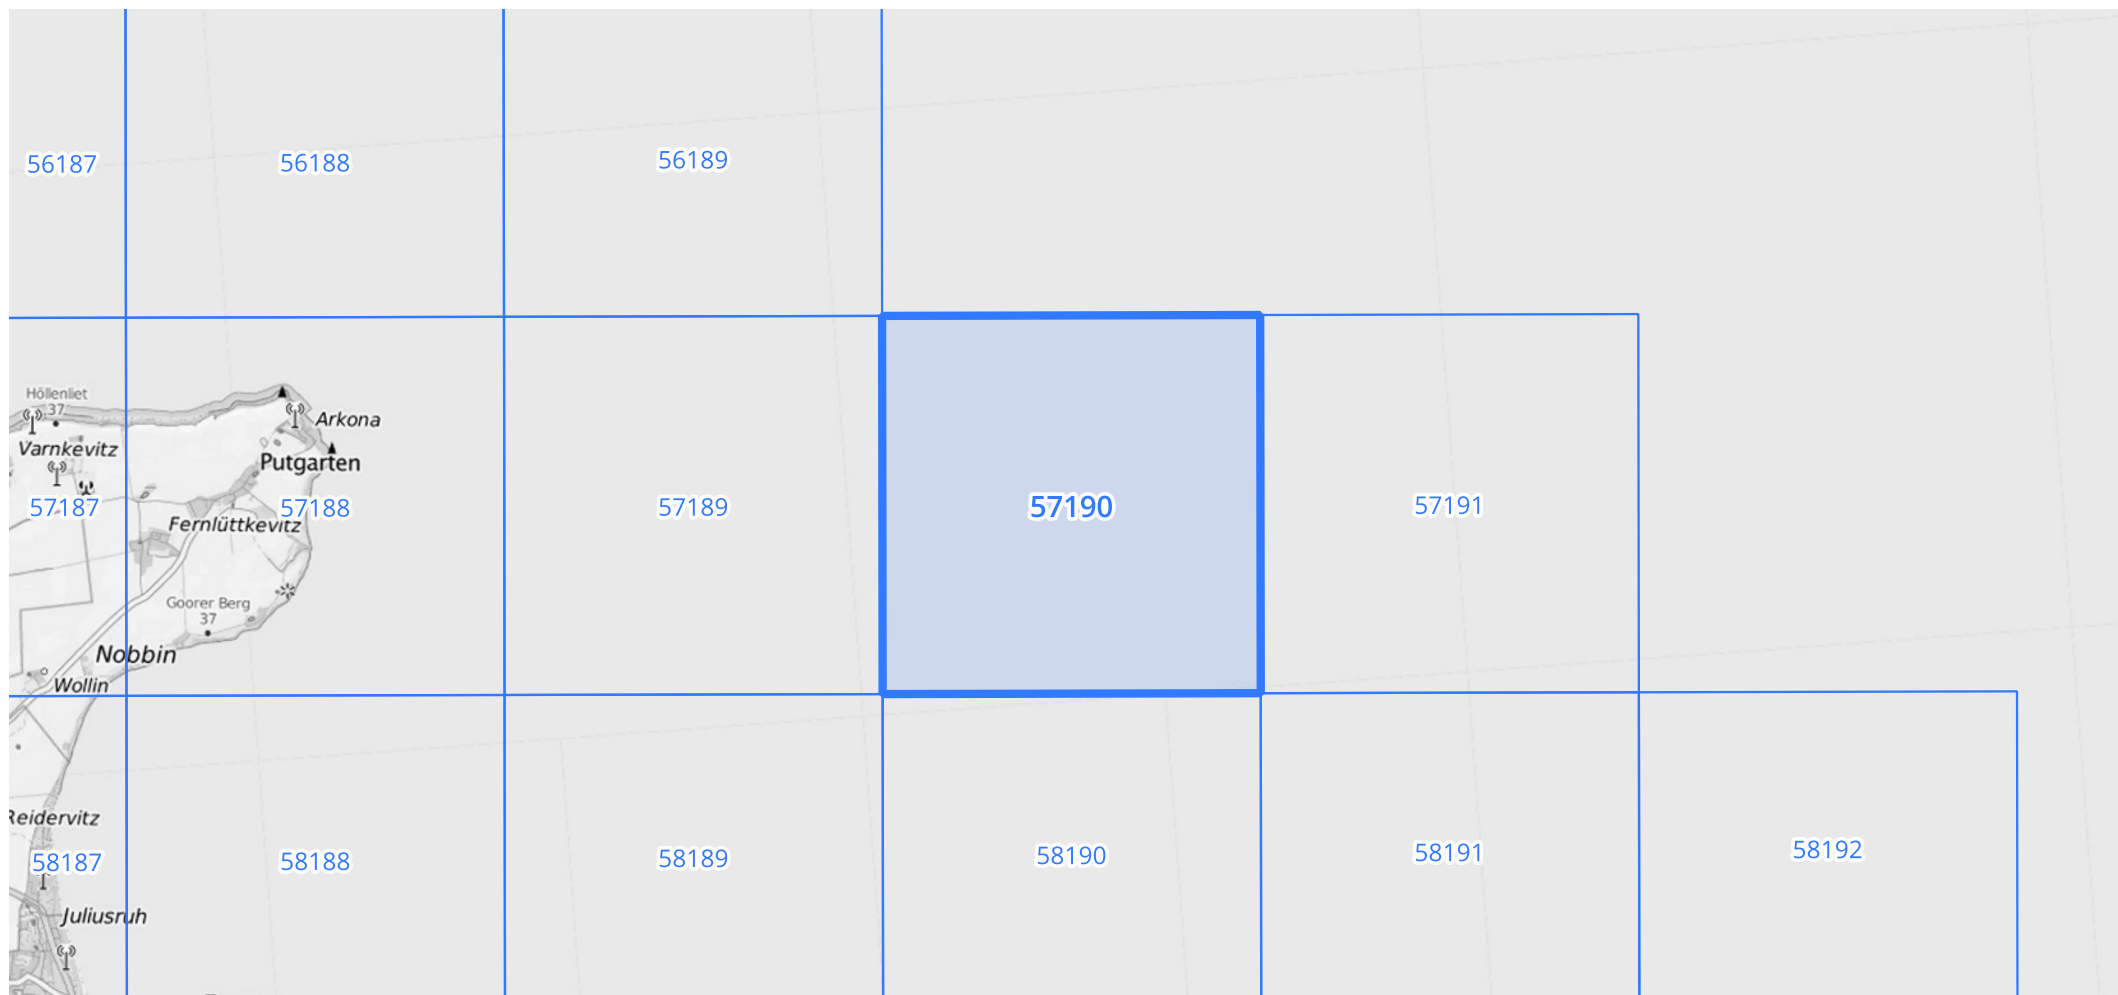 56187
56188
56189
Höllenliet
37
Arkona
Varnkevitz
Putgarten
57187
57188
57189
57190
57191
Fernlüttkevitz
Goorer Berg
37
Nobbin
Wollin
Reidervitz
58187
58188
58189
58190
58191
58192
Juliusruh